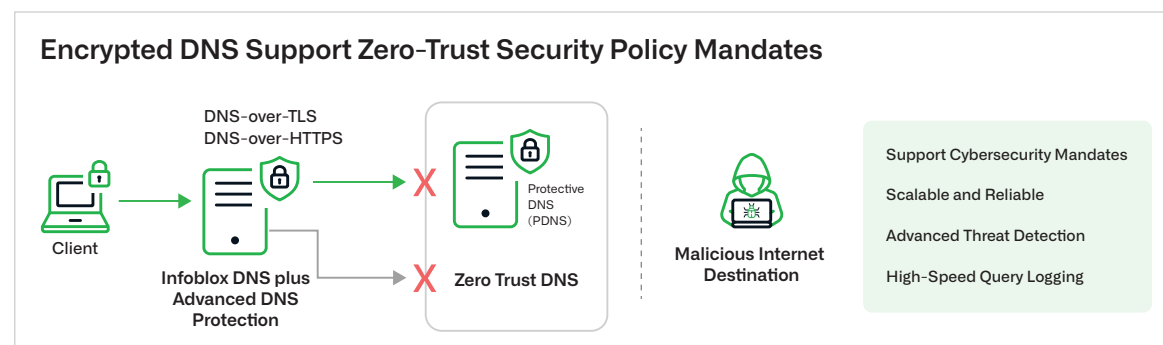 Encrypted DNS Support Zero-Trust Security Policy Mandates
DNS-over-TLS
DNS-over-HTTPS
Client
Infoblox DNS plus
Advanced DNS
Protection
X
X
Protective
DNS
(PDNS)
Zero Trust DNS
Malicious Internet
Destination
Support Cybersecurity Mandates
Scalable and Reliable
Advanced Threat Detection
High-Speed Query Logging